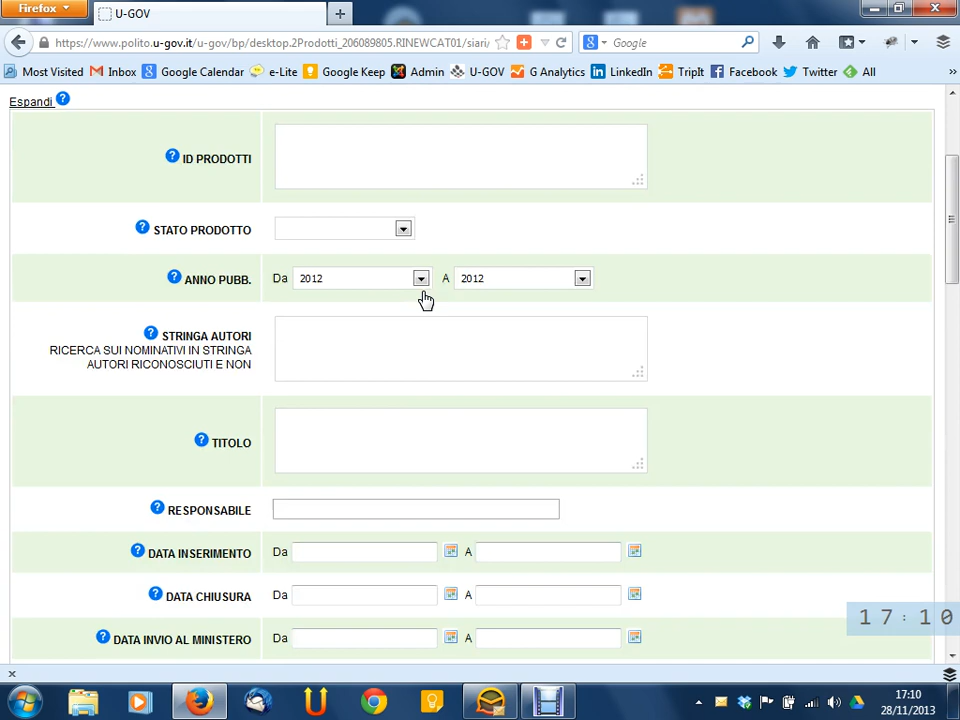 Firefox
U-GOV
https://www.polito.u-gov.it/u-gov/bp/desktop.2Prodotti_206089805.RINEWCAT01/siari/
Google
Most Visited Inbox Google Calendar e-Lite Google Keep Admin U-GOV G Analytics LinkedIn TripIt Facebook Twitter All »
Espandi ?
? ID PRODOTTI
? STATO PRODOTTO
? ANNO PUBB. Da 2012 A 2012
? STRINGA AUTORI
RICERCA SUI NOMINATIVI IN STRINGA
AUTORI RICONOSCIUTI E NON
? TITOLO
? RESPONSABILE
? DATA INSERIMENTO Da A
? DATA CHIUSURA Da A
? DATA INVIO AL MINISTERO Da A
17:10
17:10
28/11/2013